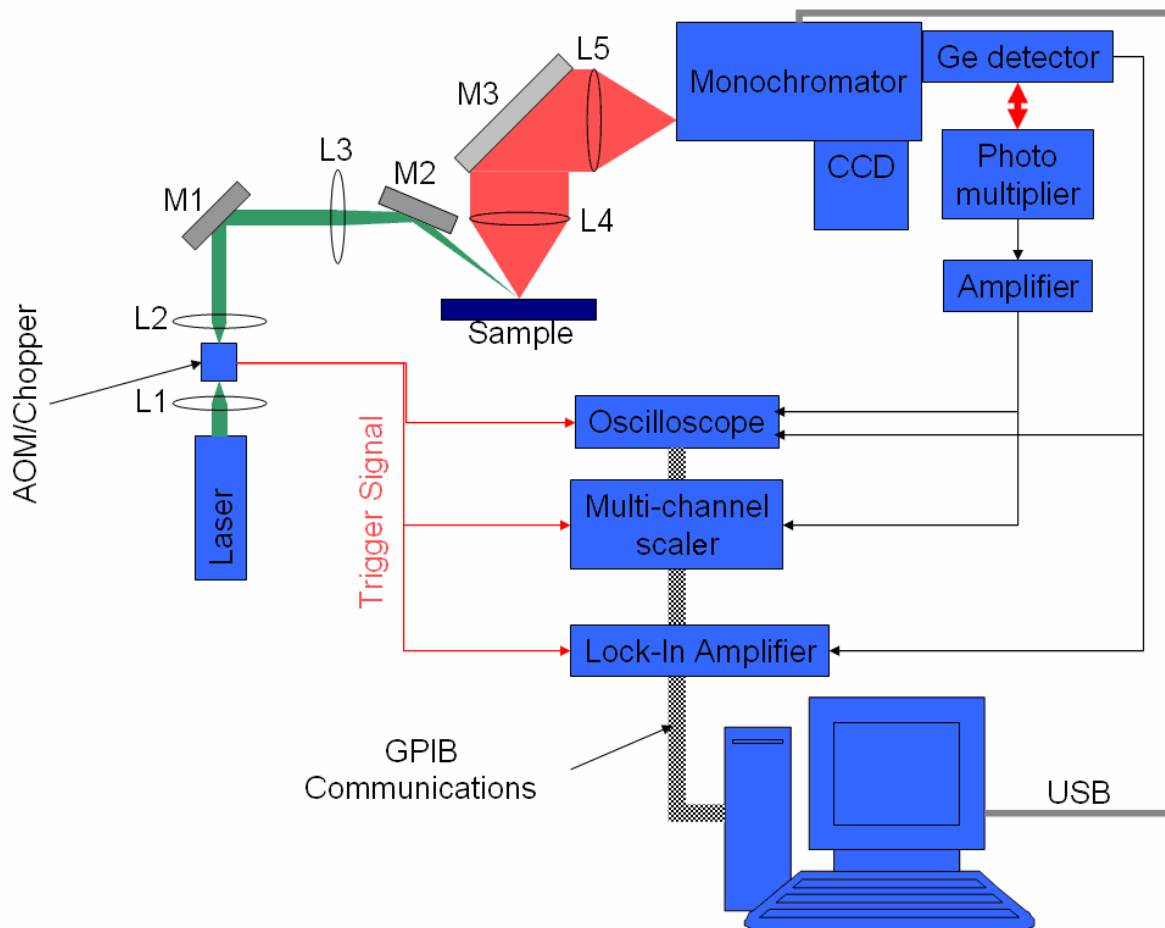 L5
Ge detector
M3
Monochromator
L3
M2
Photo
multiplier
CCD
M1
L4
Amplifier
L2
Sample
AOM/Chopper
L1
Oscilloscope
Laser
Trigger Signal
Multi-channel
scaler
Lock-In Amplifier
GPIB
Communications
USB